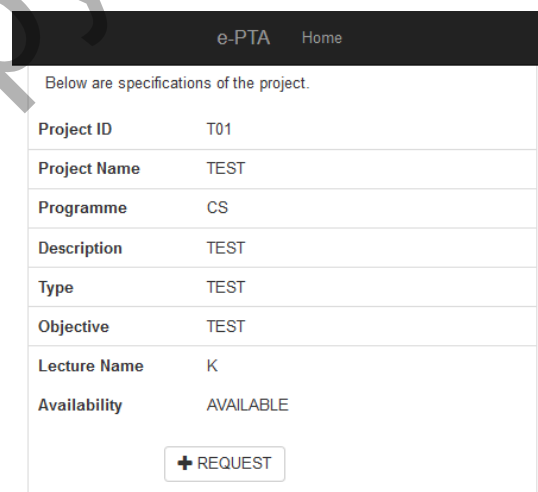 e-PTA Home
Below are specifications of the project.
Project ID T01
Project Name TEST
Programme CS
Description TEST
Type TEST
Objective TEST
Lecture Name K
Availability AVAILABLE
+ REQUEST